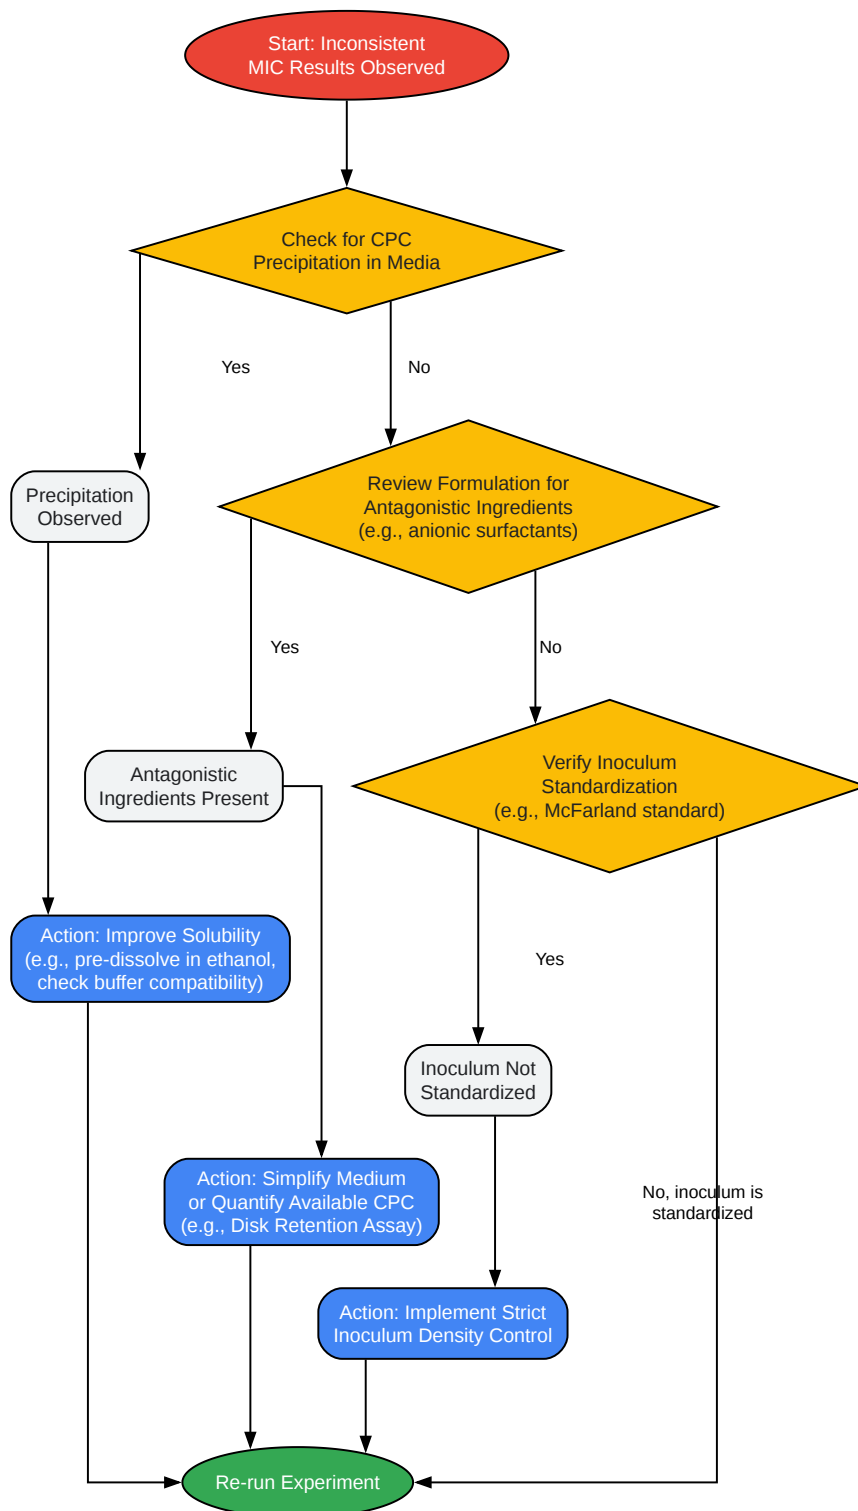 Start: Inconsistent
MIC Results Observed
Check for CPC
Precipitation in Media
Yes
No
Review Formulation for
Antagonistic Ingredients
(e.g., anionic surfactants)
Precipitation
Observed
Yes
No
Antagonistic
Ingredients Present
Verify Inoculum
Standardization
(e.g., McFarland standard)
Action: Improve Solubility
(e.g., pre-dissolve in ethanol,
check buffer compatibility)
Yes
Inoculum Not
Standardized
Action: Simplify Medium
or Quantify Available CPC
(e.g., Disk Retention Assay)
No, inoculum is
standardized
Action: Implement Strict
Inoculum Density Control
Re-run Experiment